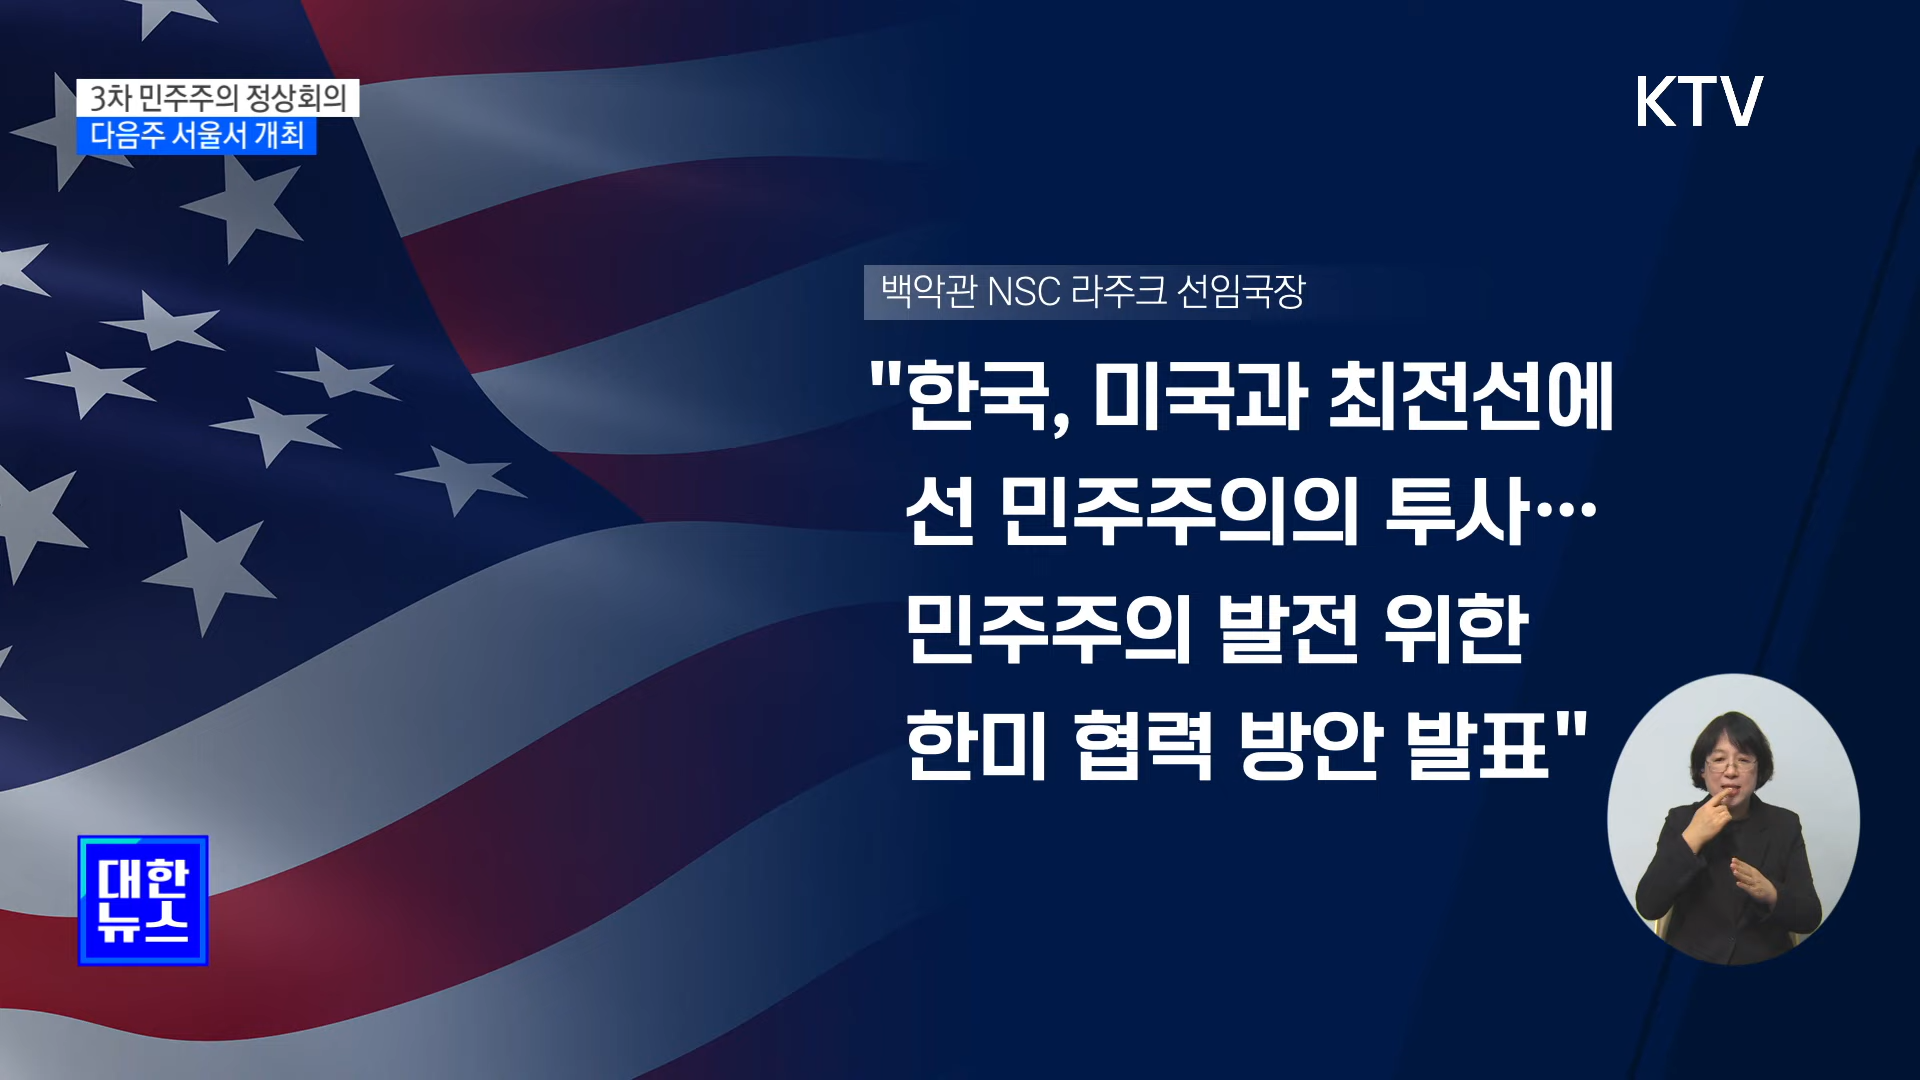 3차 민주주의 정상회의
다음주 서울서 개최
KTV
백악관 NSC 라주크 선임국장
"한국, 미국과 최전선에
선 민주주의의 투사…
민주주의 발전 위한
한미 협력 방안 발표"
대한
뉴스